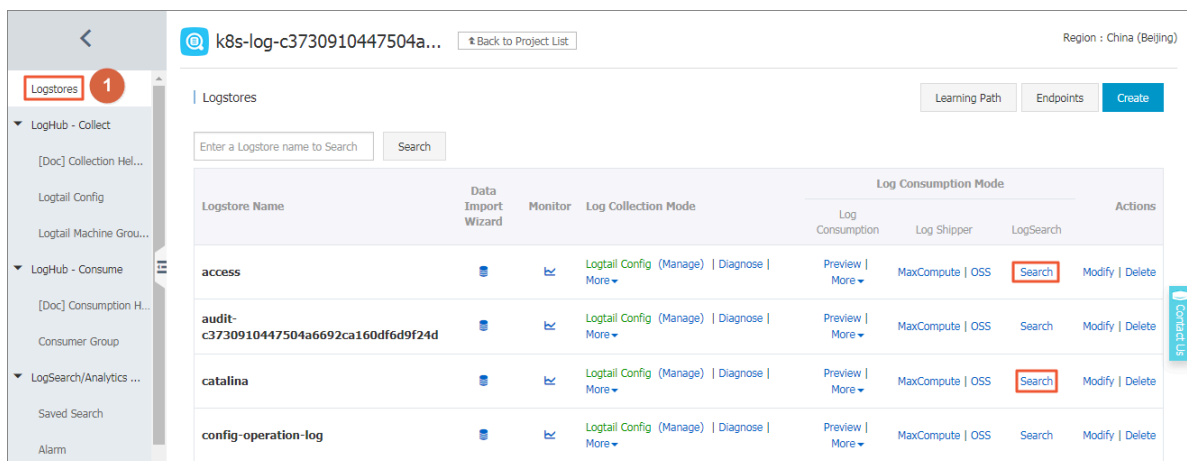 k8s-log-c3730910447504a...
Back to Project List
Region : China (Beijing)
Logstores
1
LogHub - Collect
[Doc] Collection Hel...
Logtail Config
Logtail Machine Grou...
LogHub - Consume
[Doc] Consumption H...
Consumer Group
LogSearch/Analytics ...
Saved Search
Alarm
Logstores
Learning Path
Endpoints
Create
Enter a Logstore name to Search
Search
Logstore Name
Data
Import
Wizard
Monitor
Log Collection Mode
Log Consumption Mode
Log
Consumption
Log Shipper
LogSearch
Actions
access
Logtail Config (Manage) | Diagnose |
More
Preview |
More
MaxCompute | OSS
Search
Modify | Delete
audit-
c3730910447504a6692ca160df6d9f24d
Logtail Config (Manage) | Diagnose |
More
Preview |
More
MaxCompute | OSS
Search
Modify | Delete
catalina
Logtail Config (Manage) | Diagnose |
More
Preview |
More
MaxCompute | OSS
Search
Modify | Delete
config-operation-log
Logtail Config (Manage) | Diagnose |
More
Preview |
More
MaxCompute | OSS
Search
Modify | Delete
Contact Us